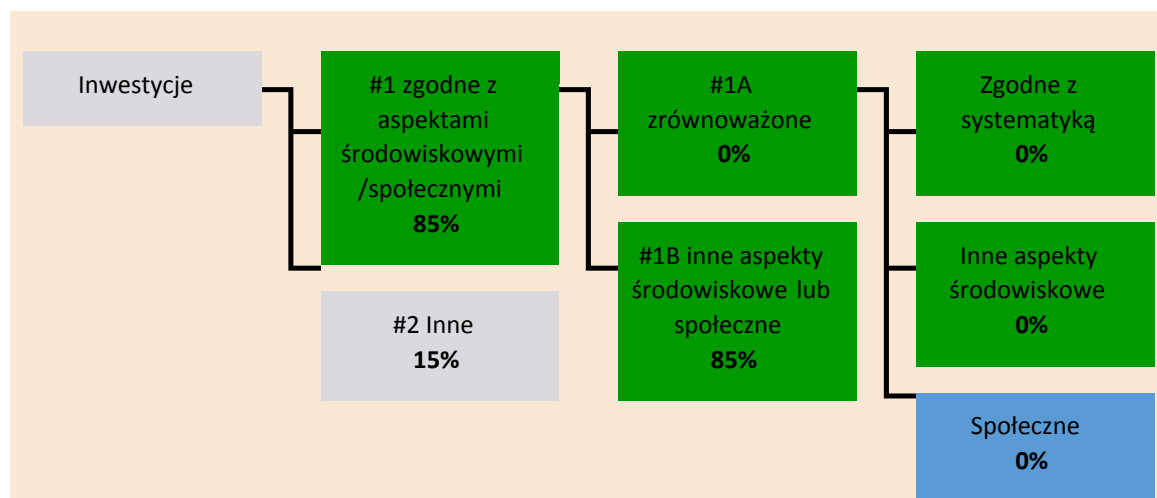 Inwestycje
#1 zgodne z
aspektami
środowiskowymi
/społecznymi
85%
#2 Inne
15%
#1A
zrównoważone
0%
#1B inne aspekty
środowiskowe lub
społeczne
85%
Zgodne z
systematyką
0%
Inne aspekty
środowiskowe
0%
Społeczne
0%